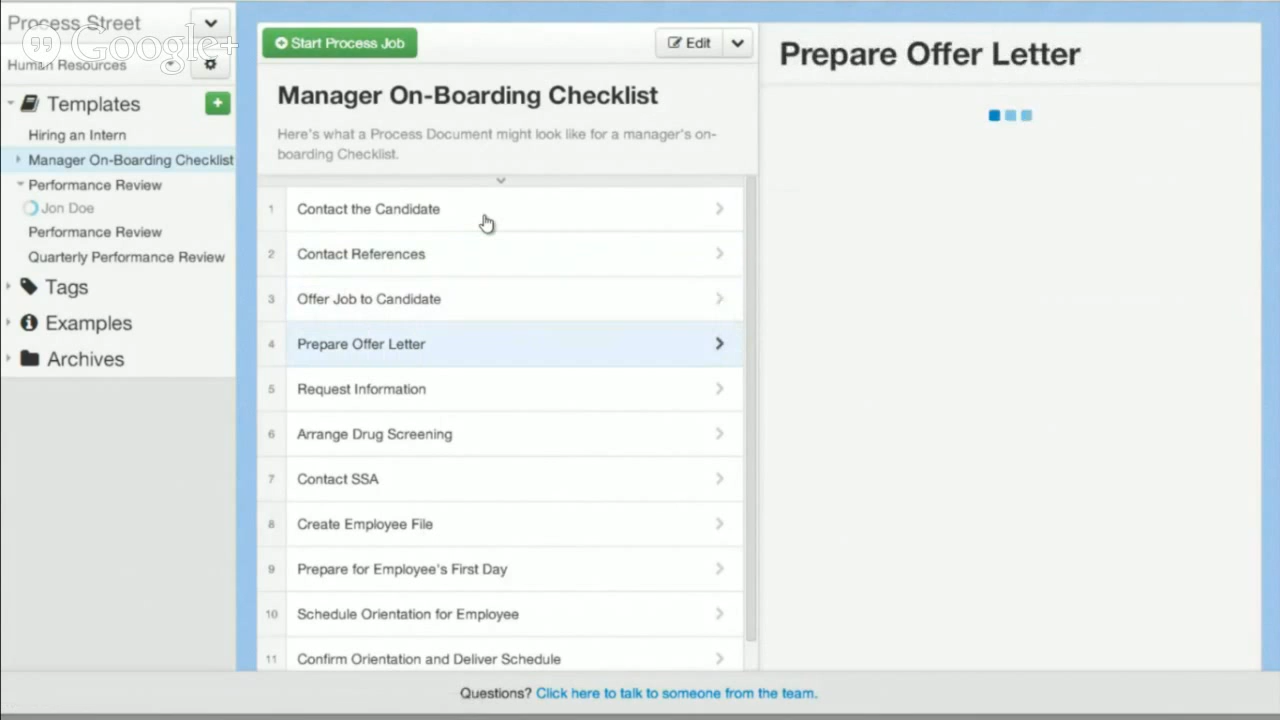 Process Street
Google+
Human Resources
Templates
Hiring an Intern
Manager On-Boarding Checklist
Performance Review
Jon Doe
Performance Review
Quarterly Performance Review
Tags
Examples
Archives
Start Process Job
Edit
Manager On-Boarding Checklist
Here's what a Process Document might look like for a manager's on-
boarding Checklist.
1 Contact the Candidate
2 Contact References
3 Offer Job to Candidate
4 Prepare Offer Letter
5 Request Information
6 Arrange Drug Screening
7 Contact SSA
8 Create Employee File
9 Prepare for Employee's First Day
10 Schedule Orientation for Employee
11 Confirm Orientation and Deliver Schedule
Prepare Offer Letter
Questions? Click here to talk to someone from the team.